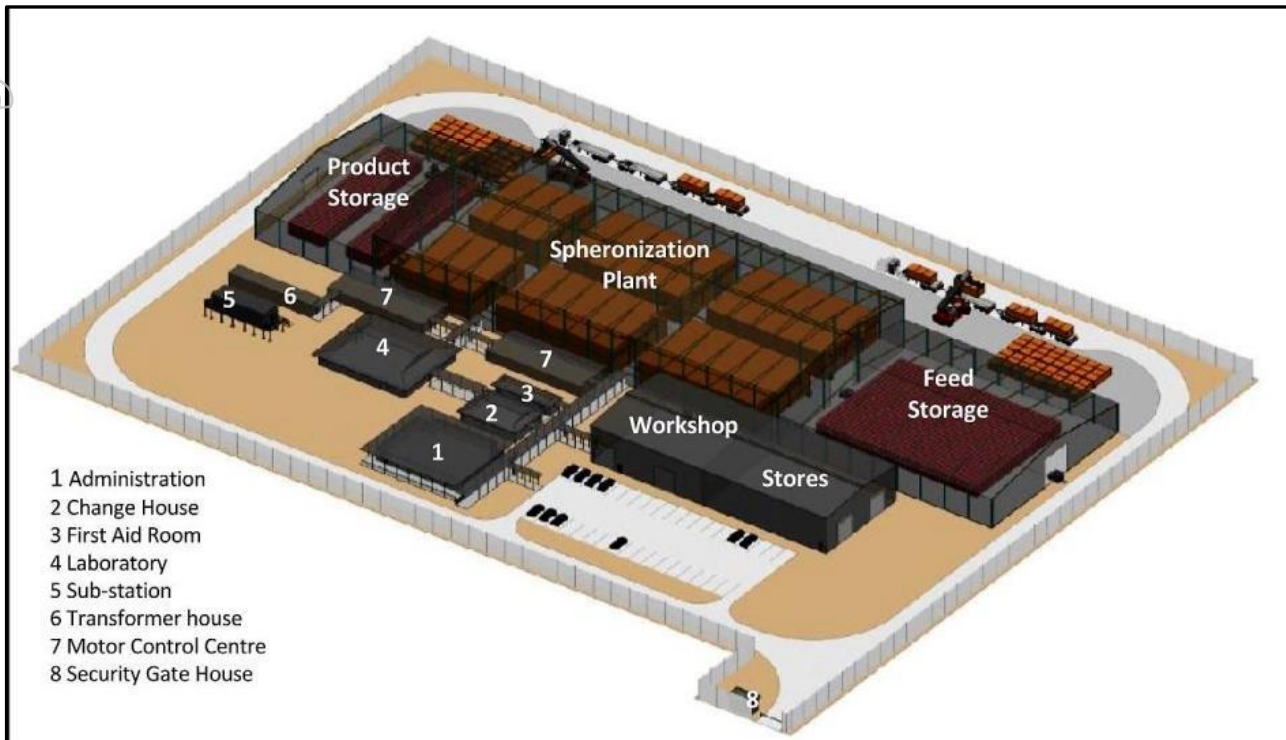 Product
Storage
Spheronization
Plant
5
6
7
4
7
3
2
1
Feed
Storage
Workshop
Stores
1 Administration
2 Change House
3 First Aid Room
4 Laboratory
5 Sub-station
6 Transformer house
7 Motor Control Centre
8 Security Gate House
8